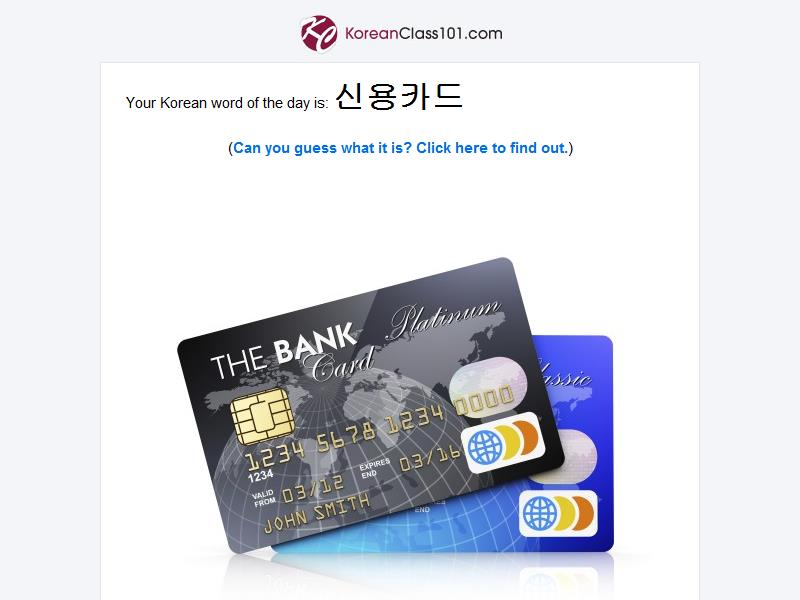 KoreanClass101.com
Your Korean word of the day is: 신용카드
(Can you guess what it is? Click here to find out.)
THE BANK Platinum
Card
Classic
1234 5678 1234 0000
1234
VALID FROM 03/12 EXPIRES END 03/16
JOHN SMITH
END